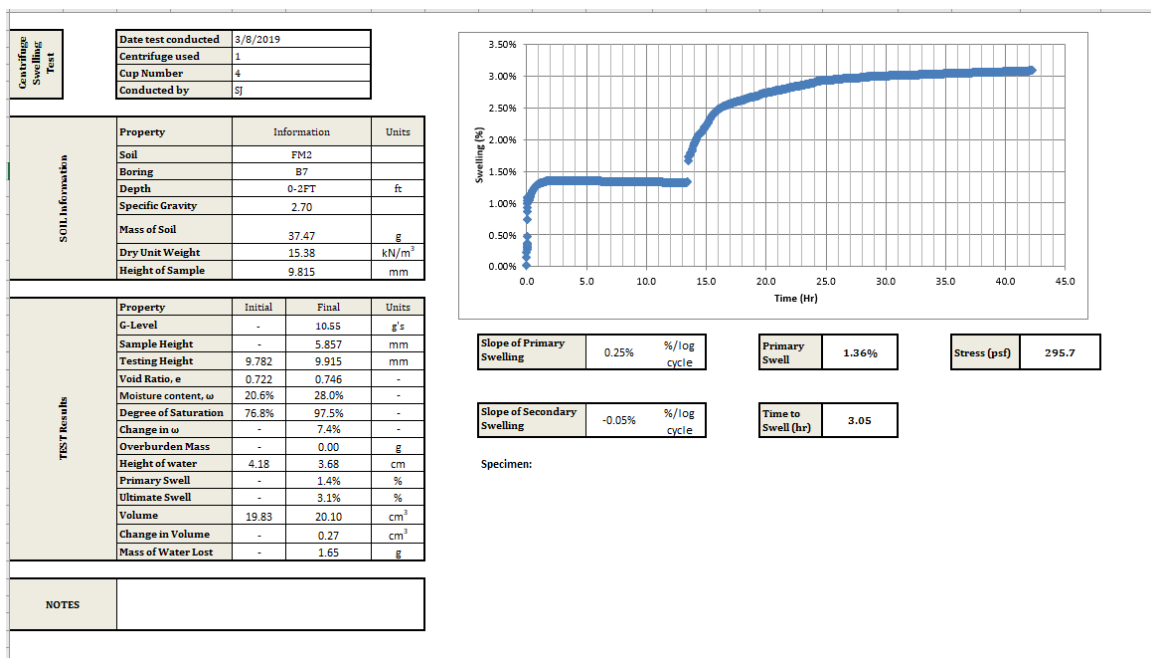 Centrifuge
Swelling
Test
Date test conducted 3/8/2019
Centrifuge used 1
Cup Number 4
Conducted by SJ
SOIL Information
Property Information Units
Soil FM2
Boring B7
Depth 0-2FT ft
Specific Gravity 2.70
Mass of Soil 37.47 g
Dry Unit Weight 15.38 kN/m³
Height of Sample 9.815 mm
TEST Results
Property Initial Final Units
G-Level - 10.55 g's
Sample Height - 5.857 mm
Testing Height 9.782 9.915 mm
Void Ratio, e 0.722 0.746 -
Moisture content, ω 20.6% 28.0% -
Degree of Saturation 76.8% 97.5% -
Change in ω - 7.4% -
Overburden Mass - 0.00 g
Height of water 4.18 3.68 cm
Primary Swell - 1.4% %
Ultimate Swell - 3.1% %
Volume 19.83 20.10 cm³
Change in Volume - 0.27 cm³
Mass of Water Lost - 1.65 g
NOTES
Swelling (%)
3.50%
3.00%
2.50%
2.00%
1.50%
1.00%
0.50%
0.00%
0.0 5.0 10.0 15.0 20.0 25.0 30.0 35.0 40.0 45.0
Time (Hr)
Slope of Primary
Swelling 0.25% %/log
cycle
Primary
Swell 1.36%
Stress (psf) 295.7
Slope of Secondary
Swelling -0.05% %/log
cycle
Time to
Swell (hr) 3.05
Specimen: